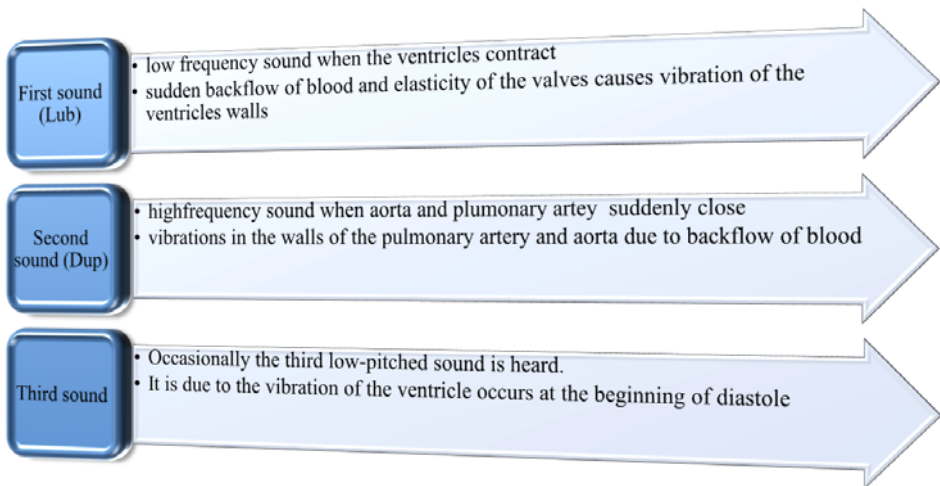 First sound
(Lub)
• low frequency sound when the ventricles contract
• sudden backflow of blood and elasticity of the valves causes vibration of the
ventricles walls
Second
sound (Dup)
• highfrequency sound when aorta and plumonary artey suddenly close
• vibrations in the walls of the pulmonary artery and aorta due to backflow of blood
Third sound
• Occasionally the third low-pitched sound is heard.
• It is due to the vibration of the ventricle occurs at the beginning of diastole